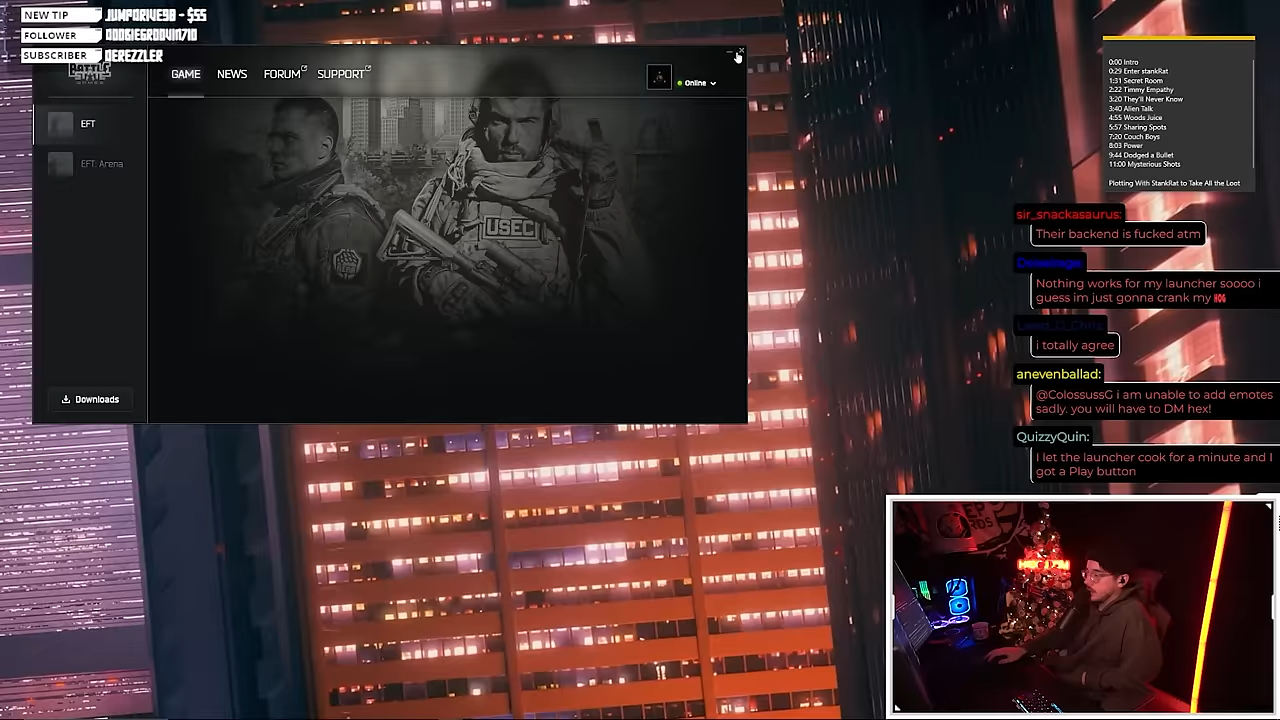 NEW TIP JUMPDRIVE90 - $55
FOLLOWER DOOBIEGROOVIN710
SUBSCRIBER DEREZZLER
BATTLE
STATE
GAMES
GAME NEWS FORUM SUPPORT
Online
EFT
EFT: Arena
USEC
Downloads
0:00 Intro
0:29 Enter stankRat
1:31 Secret Room
2:22 Timmy Empathy
3:20 They'll Never Know
3:40 Alien Talk
4:55 Woods Juice
5:57 Sharing Spots
7:20 Couch Boys
8:03 Power
9:44 Dodged a Bullet
11:00 Mysterious Shots
Plotting With StankRat to Take All the Loot
sir_snackasaurus:
Their backend is fucked atm
Nothing works for my launcher soooo i
guess im just gonna crank my
i totally agree
anevenballad:
@ColossussG i am unable to add emotes
sadly. you will have to DM hex!
QuizzyQuin:
I let the launcher cook for a minute and I
got a Play button